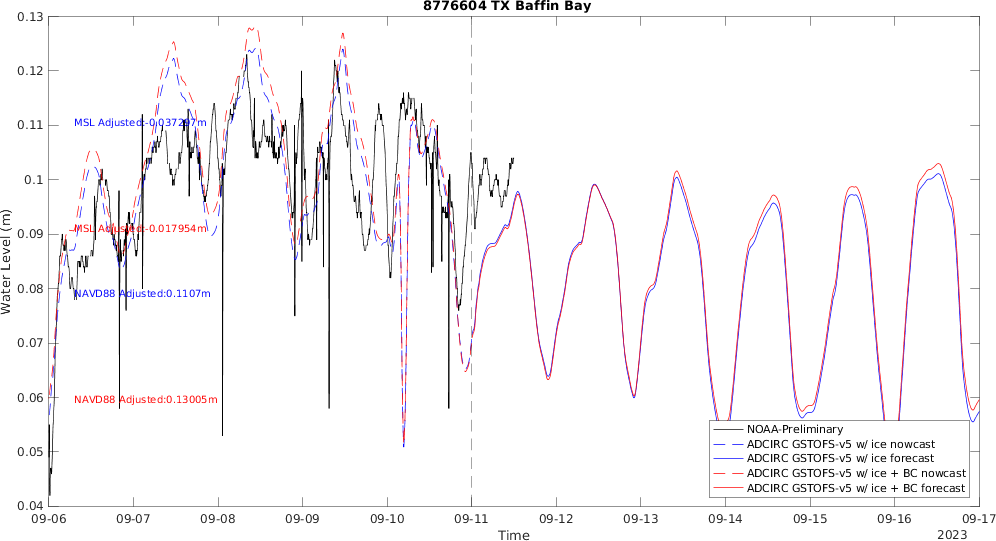 8776604 TX Baffin Bay
0.13
0.12
0.11
0.1
0.09
0.08
0.07
0.06
0.05
0.04
Water Level (m)
MSL Adjusted:-0.037297m
MSL Adjusted:-0.017954m
NAVD88 Adjusted:0.1107m
NAVD88 Adjusted:0.13005m
NOAA-Preliminary
ADCIRC GSTOFS-v5 w/ ice nowcast
ADCIRC GSTOFS-v5 w/ ice forecast
ADCIRC GSTOFS-v5 w/ ice + BC nowcast
ADCIRC GSTOFS-v5 w/ ice + BC forecast
09-06 09-07 09-08 09-09 09-10 09-11 09-12 09-13 09-14 09-15 09-16 09-17
Time
2023